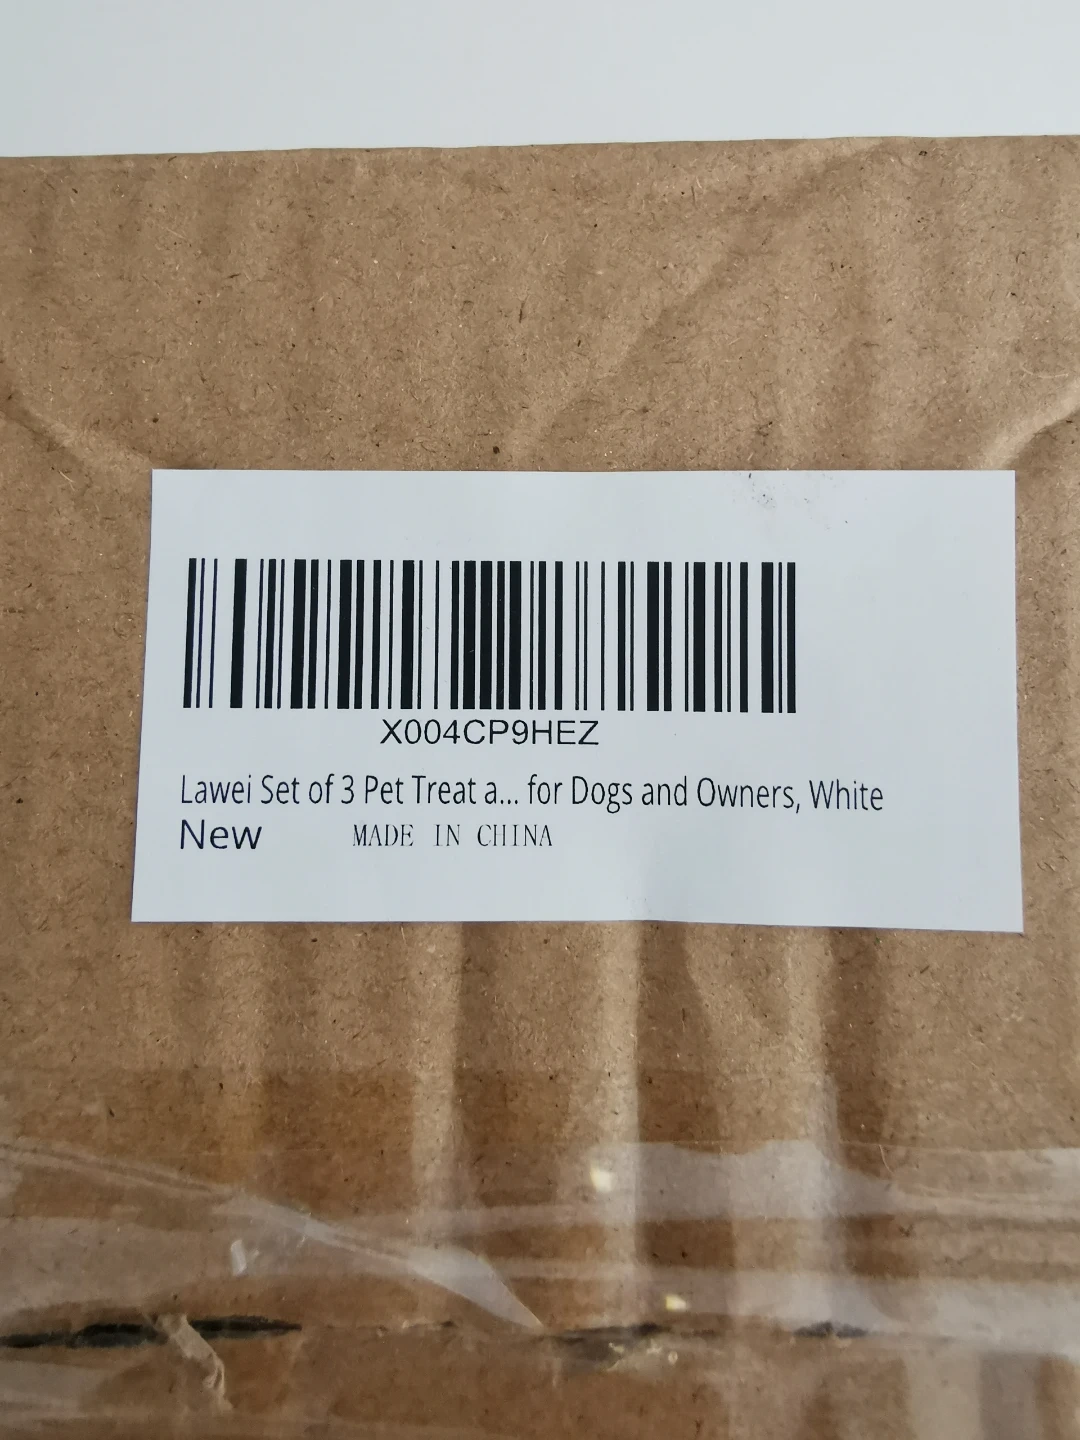 X004CP9HEZ
Lawei Set of 3 Pet Treat a... for Dogs and Owners, White
New MADE IN CHINA